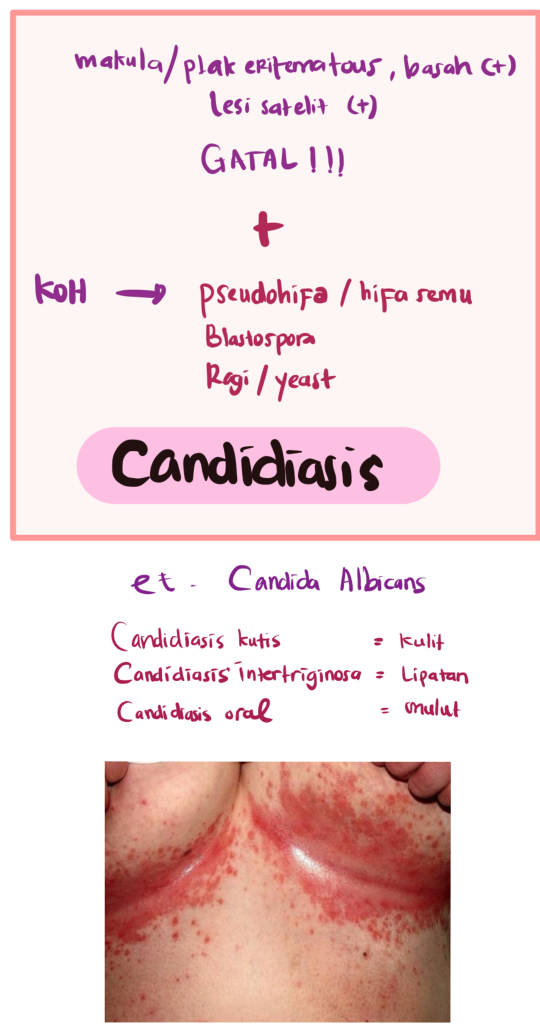 makula/plak eritematous, basah (+)
lesi satelit (+)
GATAL!!!
+
KOH → pseudohifa / hifa semu
Blastospora
Ragi / yeast
Candidiasis
et. Candida Albicans
Candidiasis kutis = kulit
Candidiasis intertriginosa = Lipatan
Candidiasis oral = mulut